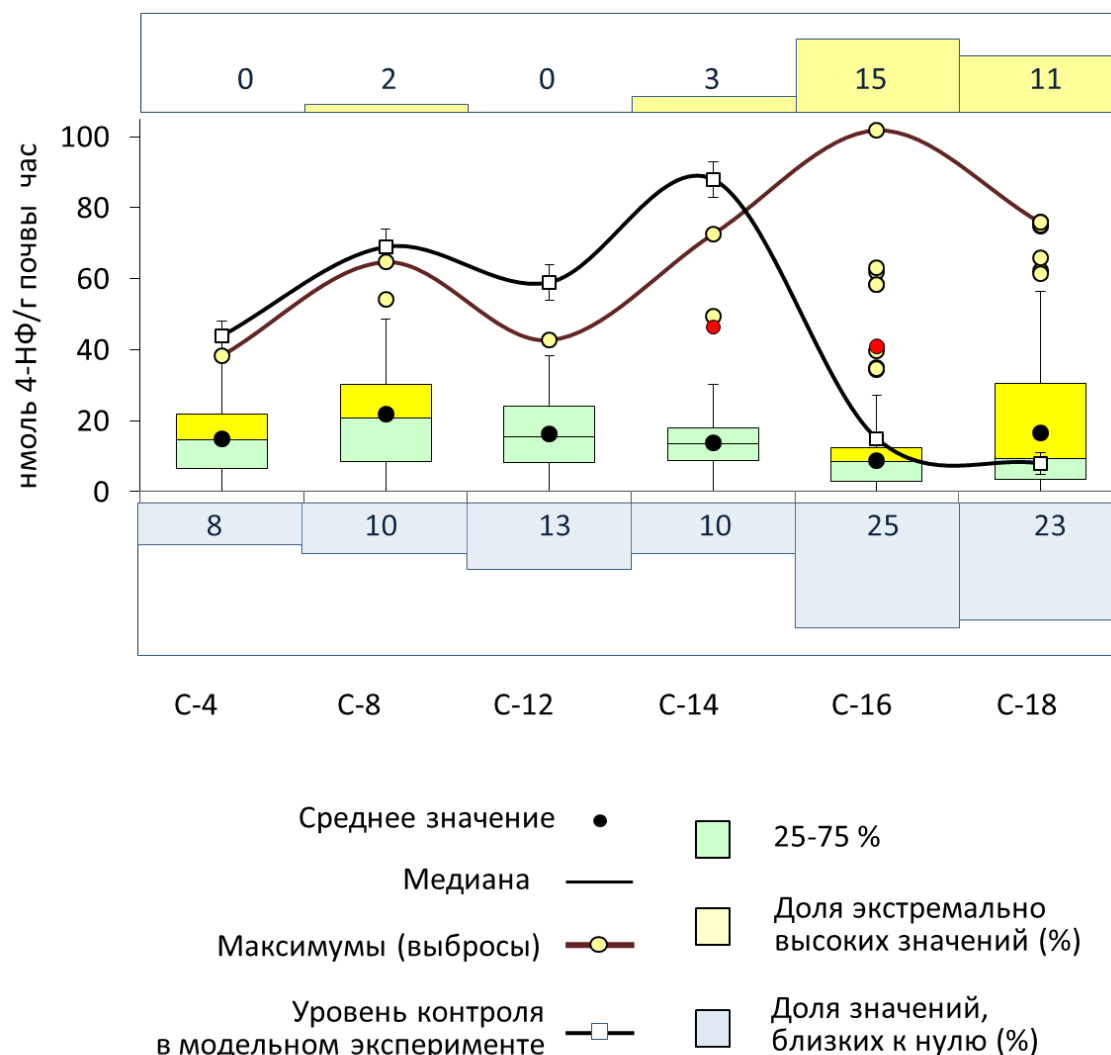 0 2 0 3 15 11
нмоль 4-НФ/г почвы час
100
80
60
40
20
0
8 10 13 10 25 23
С-4 С-8 С-12 С-14 С-16 С-18
Среднее значение
25-75 %
Медиана
Доля экстремально
высоких значений (%)
Максимумы (выбросы)
Уровень контроля
в модельном эксперименте
Доля значений,
близких к нулю (%)